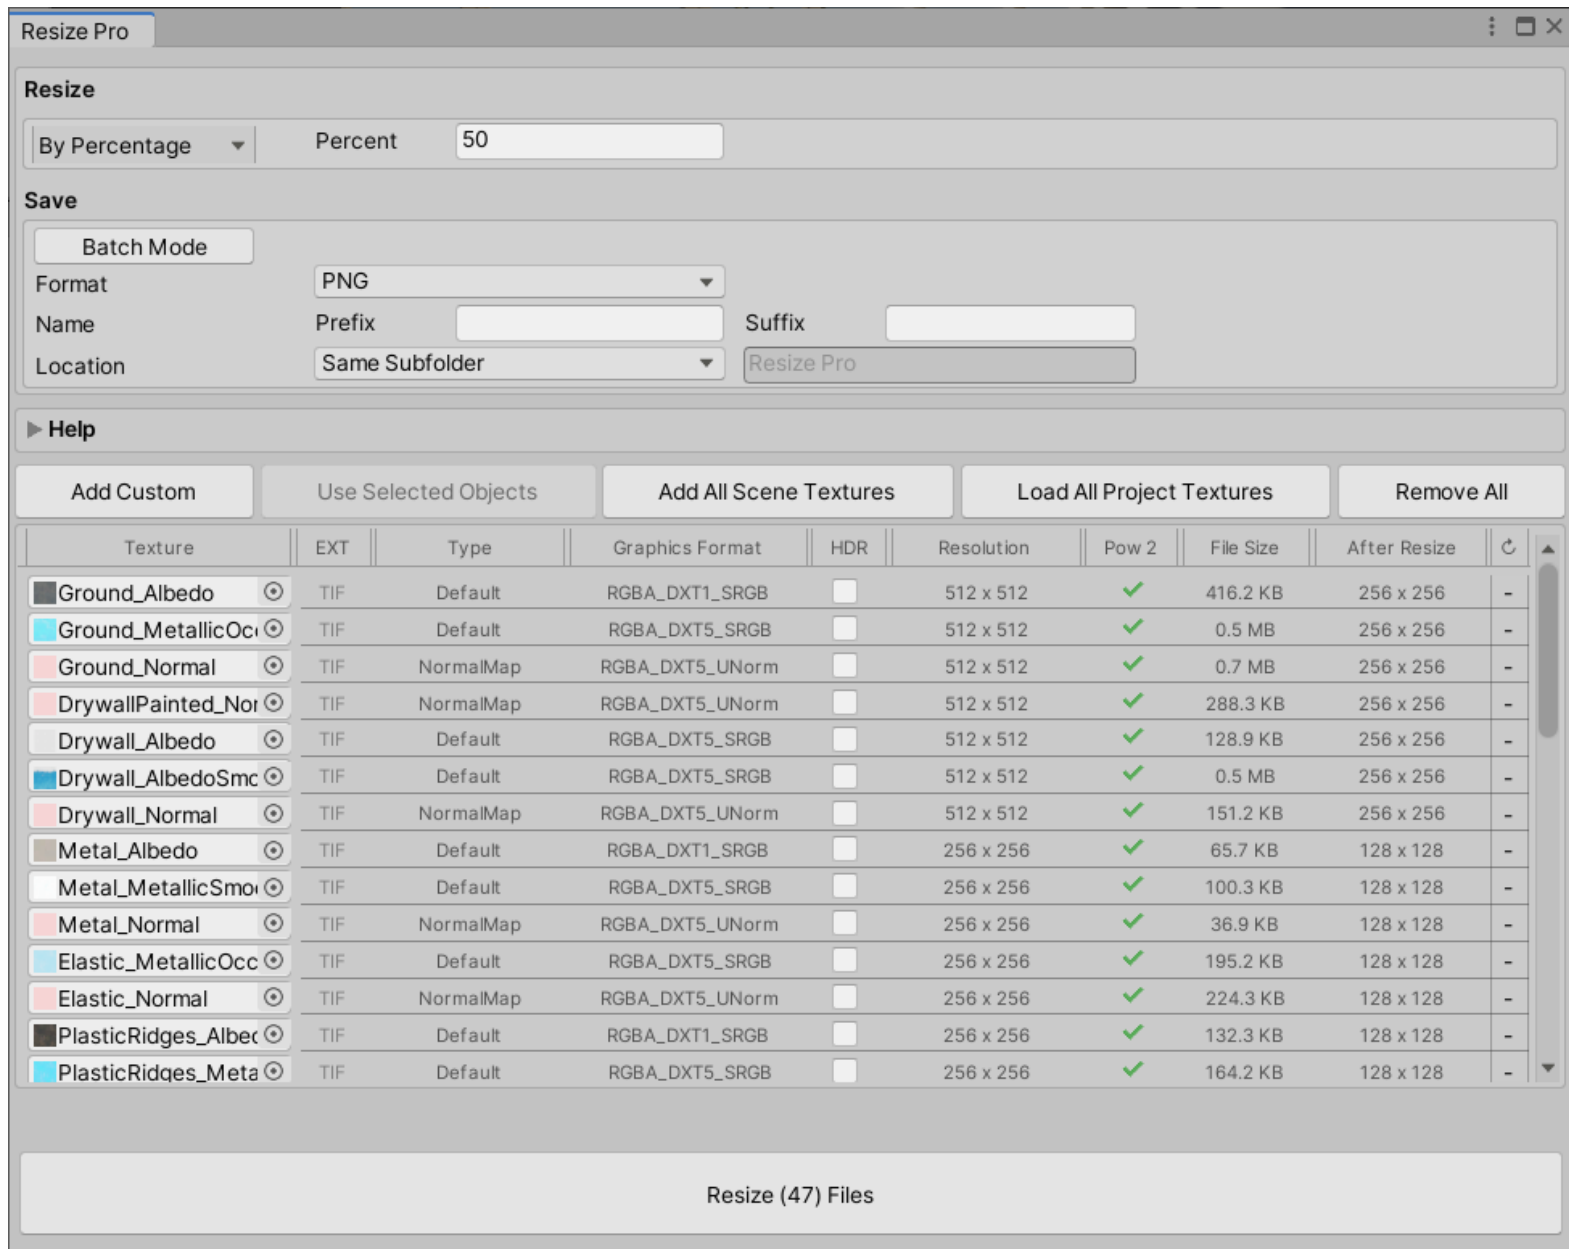 Resize Pro
Resize
By Percentage Percent 50
Save
Batch Mode
Format PNG
Name Prefix Suffix
Location Same Subfolder Resize Pro
Help
Add Custom Use Selected Objects Add All Scene Textures Load All Project Textures Remove All
Texture EXT Type Graphics Format HDR Resolution Pow 2 File Size After Resize
Ground_Albedo TIF Default RGBA_DXT1_SRGB 512 x 512 416.2 KB 256 x 256 -
Ground_MetallicOc TIF Default RGBA_DXT5_SRGB 512 x 512 0.5 MB 256 x 256 -
Ground_Normal TIF NormalMap RGBA_DXT5_UNorm 512 x 512 0.7 MB 256 x 256 -
DrywallPainted_Nor TIF NormalMap RGBA_DXT5_UNorm 512 x 512 288.3 KB 256 x 256 -
Drywall_Albedo TIF Default RGBA_DXT5_SRGB 512 x 512 128.9 KB 256 x 256 -
Drywall_AlbedoSmo TIF Default RGBA_DXT5_SRGB 512 x 512 0.5 MB 256 x 256 -
Drywall_Normal TIF NormalMap RGBA_DXT5_UNorm 512 x 512 151.2 KB 256 x 256 -
Metal_Albedo TIF Default RGBA_DXT1_SRGB 256 x 256 65.7 KB 128 x 128 -
Metal_MetallicSmo TIF Default RGBA_DXT5_SRGB 256 x 256 100.3 KB 128 x 128 -
Metal_Normal TIF NormalMap RGBA_DXT5_UNorm 256 x 256 36.9 KB 128 x 128 -
Elastic_MetallicOcc TIF Default RGBA_DXT5_SRGB 256 x 256 195.2 KB 128 x 128 -
Elastic_Normal TIF NormalMap RGBA_DXT5_UNorm 256 x 256 224.3 KB 128 x 128 -
PlasticRidges_Albec TIF Default RGBA_DXT1_SRGB 256 x 256 132.3 KB 128 x 128 -
PlasticRidges_Meta TIF Default RGBA_DXT5_SRGB 256 x 256 164.2 KB 128 x 128 -
Resize (47) Files